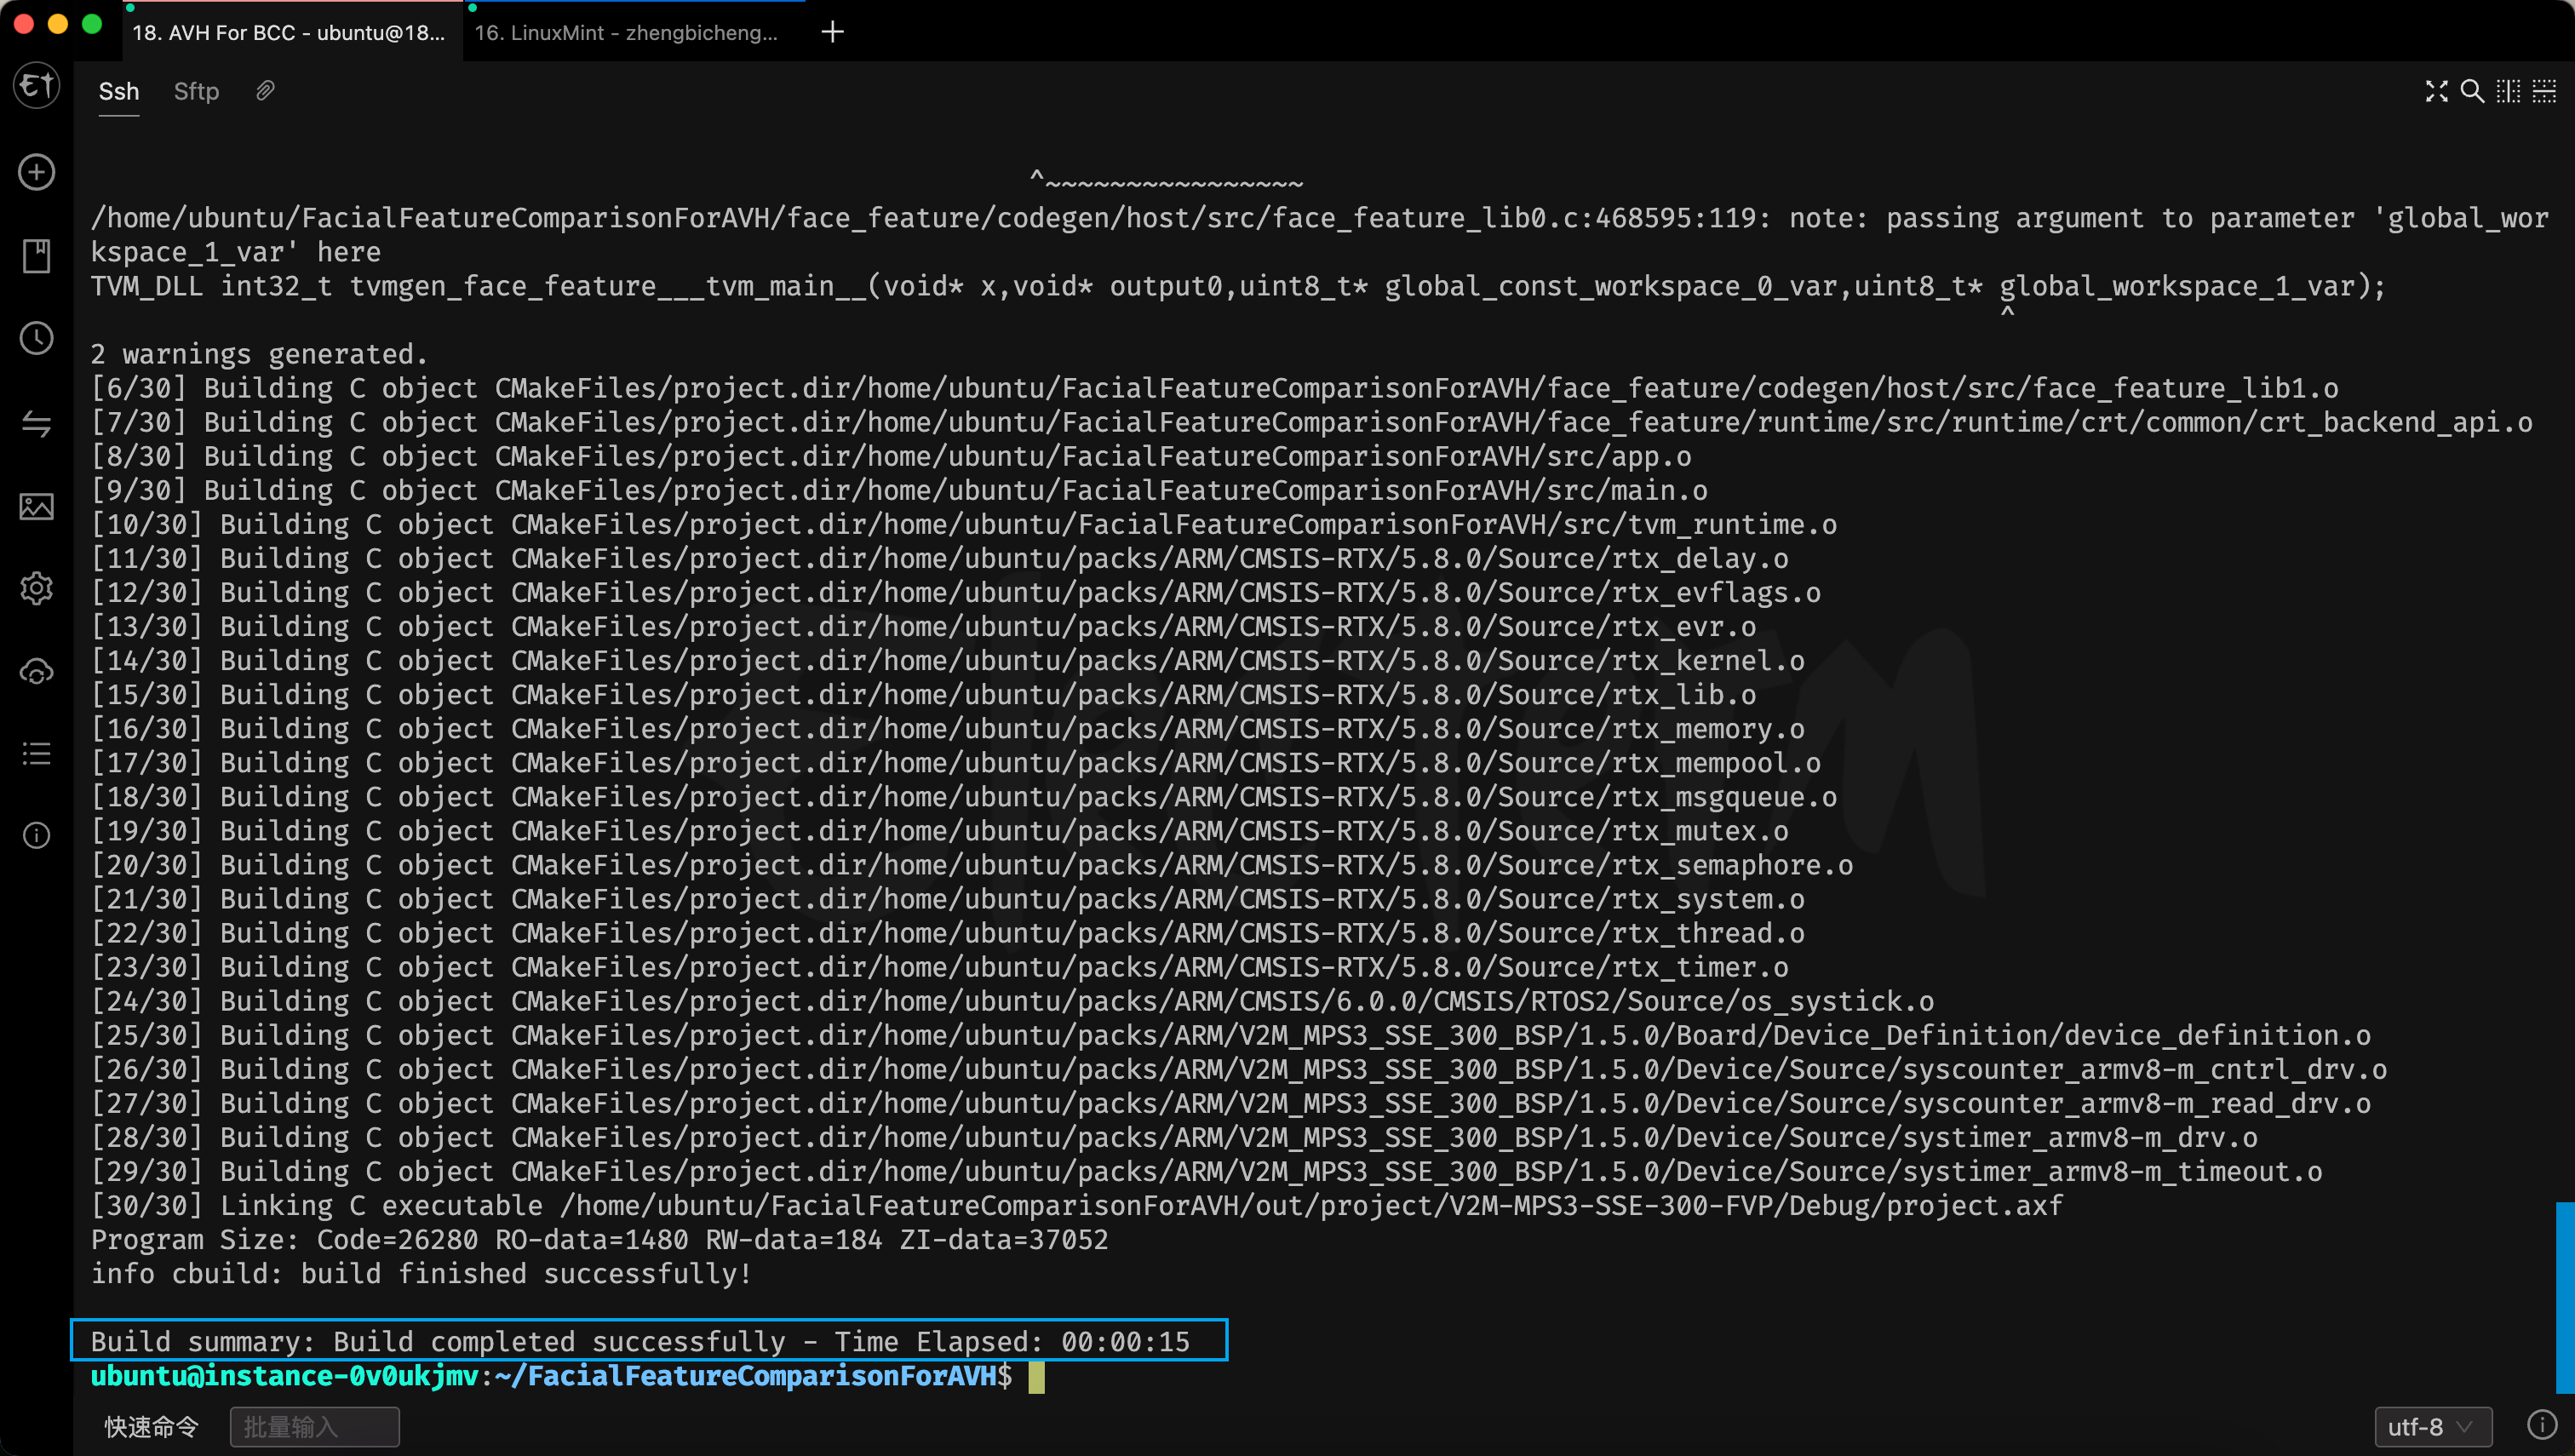 18. AVH For BCC - ubuntu@18...
16. LinuxMint - zhengbicheng...
Ssh
Sftp
^~~~~~~~~~~~~~~~~
/home/ubuntu/FacialFeatureComparisonForAVH/face_feature/codegen/host/src/face_feature_lib0.c:468595:119: note: passing argument to parameter 'global_wor
kspace_1_var' here
TVM_DLL int32_t tvmgen_face_feature___tvm_main__(void* x,void* output0,uint8_t* global_const_workspace_0_var,uint8_t* global_workspace_1_var);
^
2 warnings generated.
[6/30] Building C object CMakeFiles/project.dir/home/ubuntu/FacialFeatureComparisonForAVH/face_feature/codegen/host/src/face_feature_lib1.o
[7/30] Building C object CMakeFiles/project.dir/home/ubuntu/FacialFeatureComparisonForAVH/face_feature/runtime/src/runtime/crt/common/crt_backend_api.o
[8/30] Building C object CMakeFiles/project.dir/home/ubuntu/FacialFeatureComparisonForAVH/src/app.o
[9/30] Building C object CMakeFiles/project.dir/home/ubuntu/FacialFeatureComparisonForAVH/src/main.o
[10/30] Building C object CMakeFiles/project.dir/home/ubuntu/FacialFeatureComparisonForAVH/src/tvm_runtime.o
[11/30] Building C object CMakeFiles/project.dir/home/ubuntu/packs/ARM/CMSIS-RTX/5.8.0/Source/rtx_delay.o
[12/30] Building C object CMakeFiles/project.dir/home/ubuntu/packs/ARM/CMSIS-RTX/5.8.0/Source/rtx_evflags.o
[13/30] Building C object CMakeFiles/project.dir/home/ubuntu/packs/ARM/CMSIS-RTX/5.8.0/Source/rtx_evr.o
[14/30] Building C object CMakeFiles/project.dir/home/ubuntu/packs/ARM/CMSIS-RTX/5.8.0/Source/rtx_kernel.o
[15/30] Building C object CMakeFiles/project.dir/home/ubuntu/packs/ARM/CMSIS-RTX/5.8.0/Source/rtx_lib.o
[16/30] Building C object CMakeFiles/project.dir/home/ubuntu/packs/ARM/CMSIS-RTX/5.8.0/Source/rtx_memory.o
[17/30] Building C object CMakeFiles/project.dir/home/ubuntu/packs/ARM/CMSIS-RTX/5.8.0/Source/rtx_mempool.o
[18/30] Building C object CMakeFiles/project.dir/home/ubuntu/packs/ARM/CMSIS-RTX/5.8.0/Source/rtx_msgqueue.o
[19/30] Building C object CMakeFiles/project.dir/home/ubuntu/packs/ARM/CMSIS-RTX/5.8.0/Source/rtx_mutex.o
[20/30] Building C object CMakeFiles/project.dir/home/ubuntu/packs/ARM/CMSIS-RTX/5.8.0/Source/rtx_semaphore.o
[21/30] Building C object CMakeFiles/project.dir/home/ubuntu/packs/ARM/CMSIS-RTX/5.8.0/Source/rtx_system.o
[22/30] Building C object CMakeFiles/project.dir/home/ubuntu/packs/ARM/CMSIS-RTX/5.8.0/Source/rtx_thread.o
[23/30] Building C object CMakeFiles/project.dir/home/ubuntu/packs/ARM/CMSIS-RTX/5.8.0/Source/rtx_timer.o
[24/30] Building C object CMakeFiles/project.dir/home/ubuntu/packs/ARM/CMSIS/6.0.0/CMSIS/RTOS2/Source/os_systick.o
[25/30] Building C object CMakeFiles/project.dir/home/ubuntu/packs/ARM/V2M_MPS3_SSE_300_BSP/1.5.0/Board/Device_Definition/device_definition.o
[26/30] Building C object CMakeFiles/project.dir/home/ubuntu/packs/ARM/V2M_MPS3_SSE_300_BSP/1.5.0/Device/Source/syscounter_armv8-m_cntrl_drv.o
[27/30] Building C object CMakeFiles/project.dir/home/ubuntu/packs/ARM/V2M_MPS3_SSE_300_BSP/1.5.0/Device/Source/syscounter_armv8-m_read_drv.o
[28/30] Building C object CMakeFiles/project.dir/home/ubuntu/packs/ARM/V2M_MPS3_SSE_300_BSP/1.5.0/Device/Source/systimer_armv8-m_drv.o
[29/30] Building C object CMakeFiles/project.dir/home/ubuntu/packs/ARM/V2M_MPS3_SSE_300_BSP/1.5.0/Device/Source/systimer_armv8-m_timeout.o
[30/30] Linking C executable /home/ubuntu/FacialFeatureComparisonForAVH/out/project/V2M-MPS3-SSE-300-FVP/Debug/project.axf
Program Size: Code=26280 RO-data=1480 RW-data=184 ZI-data=37052
info cbuild: build finished successfully!
Build summary: Build completed successfully - Time Elapsed: 00:00:15
ubuntu@instance-0v0ukjmv:~/FacialFeatureComparisonForAVH$
快速命令
批量输入
utf-8